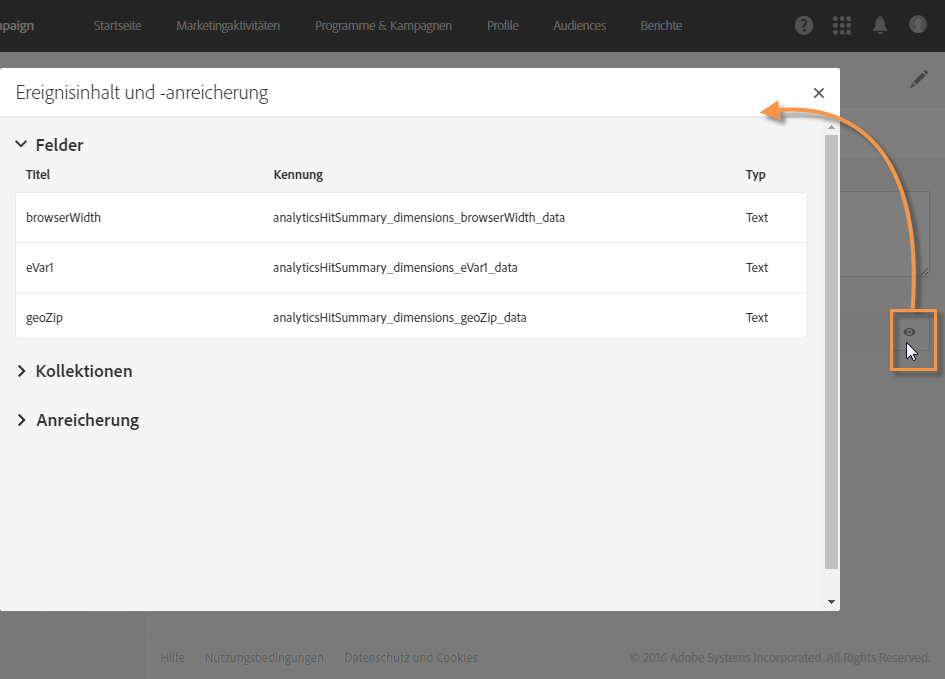 paign Startseite Marketingaktivitäten Programme & Kampagnen Profile Audiences Berichte
Ereignisinhalt und -anreicherung
Felder
Titel Kennung Typ
browserWidth analyticsHitSummary_dimensions_browserWidth_data Text
eVar1 analyticsHitSummary_dimensions_eVar1_data Text
geoZip analyticsHitSummary_dimensions_geoZip_data Text
Kollektionen
Anreicherung
Hilfe Nutzungsbedingungen Datenschutz und Cookies © 2016 Adobe Systems Incorporated. All Rights Reserved.